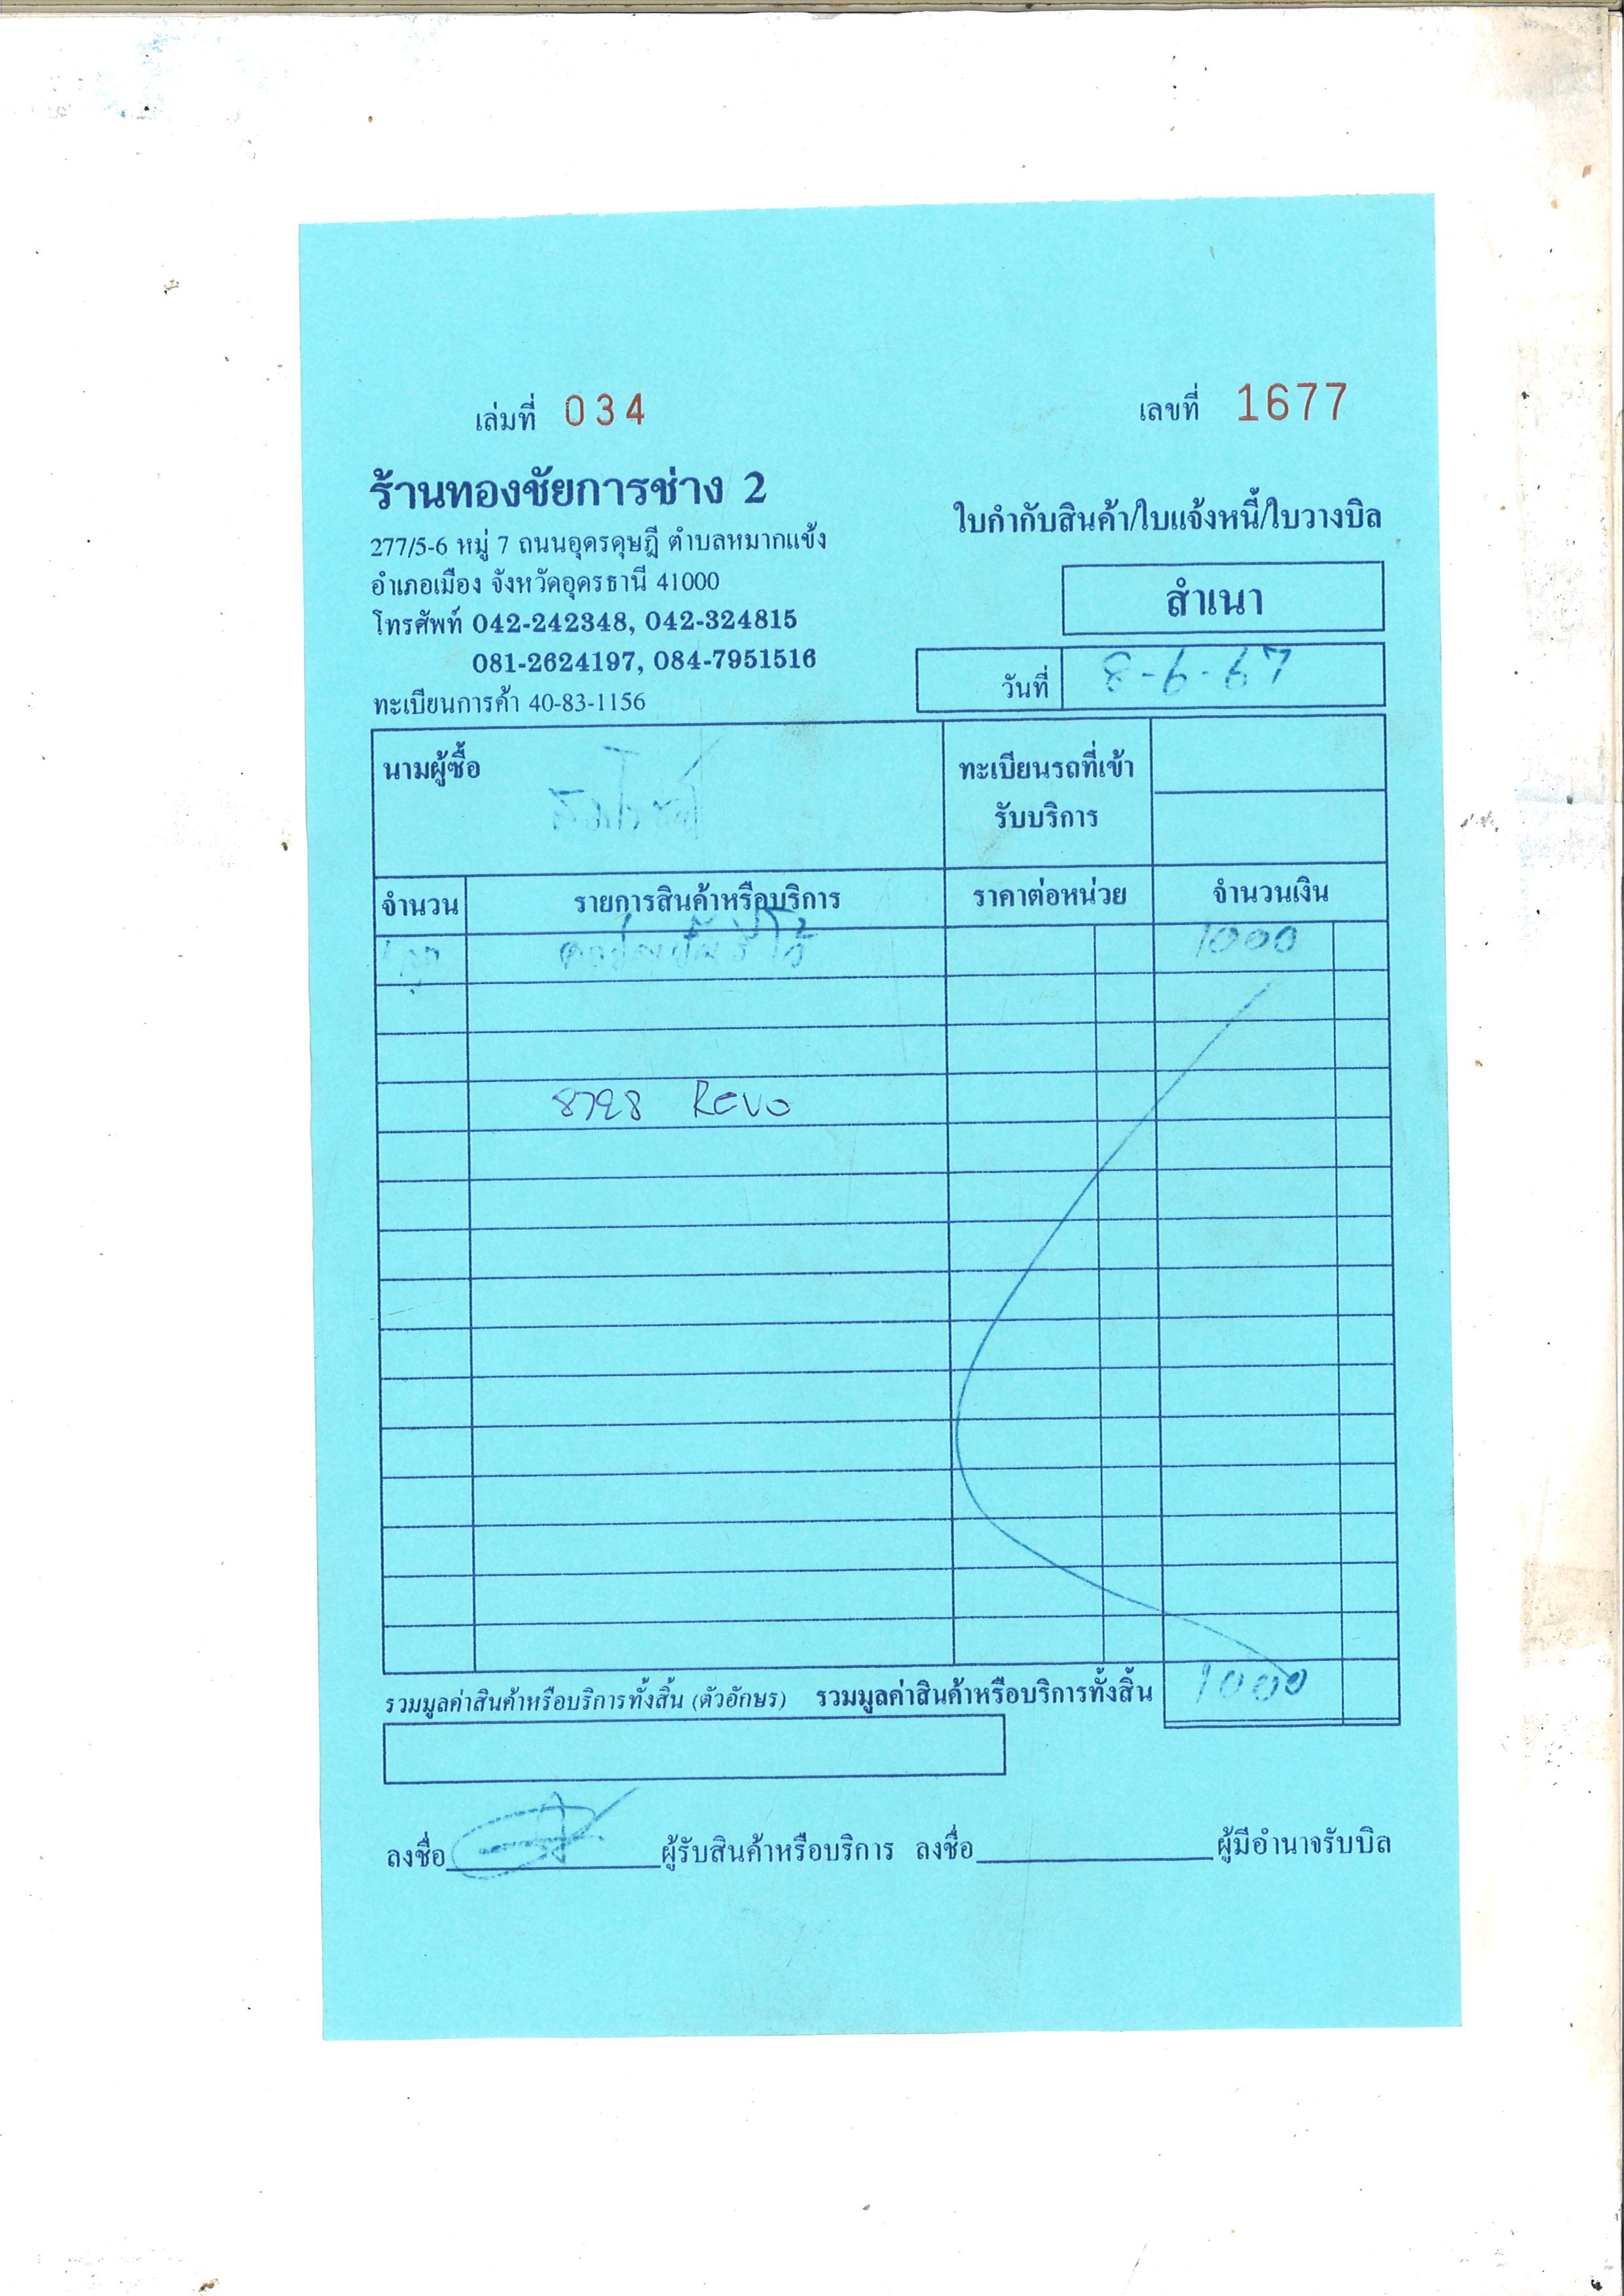 เล่มที่ 034
เลขที่ 1677
ร้านทองชัยการช่าง 2
277/5-6 หมู่ 7 ถนนอุดรดุษฎี ตำบลหมากแข้ง
อำเภอเมือง จังหวัดอุดรธานี 41000
โทรศัพท์ 042-242348, 042-324815
081-2624197, 084-7951516
ทะเบียนการค้า 40-83-1156
ใบกำกับสินค้า/ใบแจ้งหนี้/ใบวางบิล
สำเนา
วันที่ 8-6-67
นามผู้ซื้อ
ทะเบียนรถที่เข้า
รับบริการ
จำนวน รายการสินค้าหรือบริการ ราคาต่อหน่วย จำนวนเงิน
1000
8728 Revo
รวมมูลค่าสินค้าหรือบริการทั้งสิ้น (ตัวอักษร) รวมมูลค่าสินค้าหรือบริการทั้งสิ้น 1000
ลงชื่อ ผู้รับสินค้าหรือบริการ ลงชื่อ ผู้มีอำนาจรับบิล